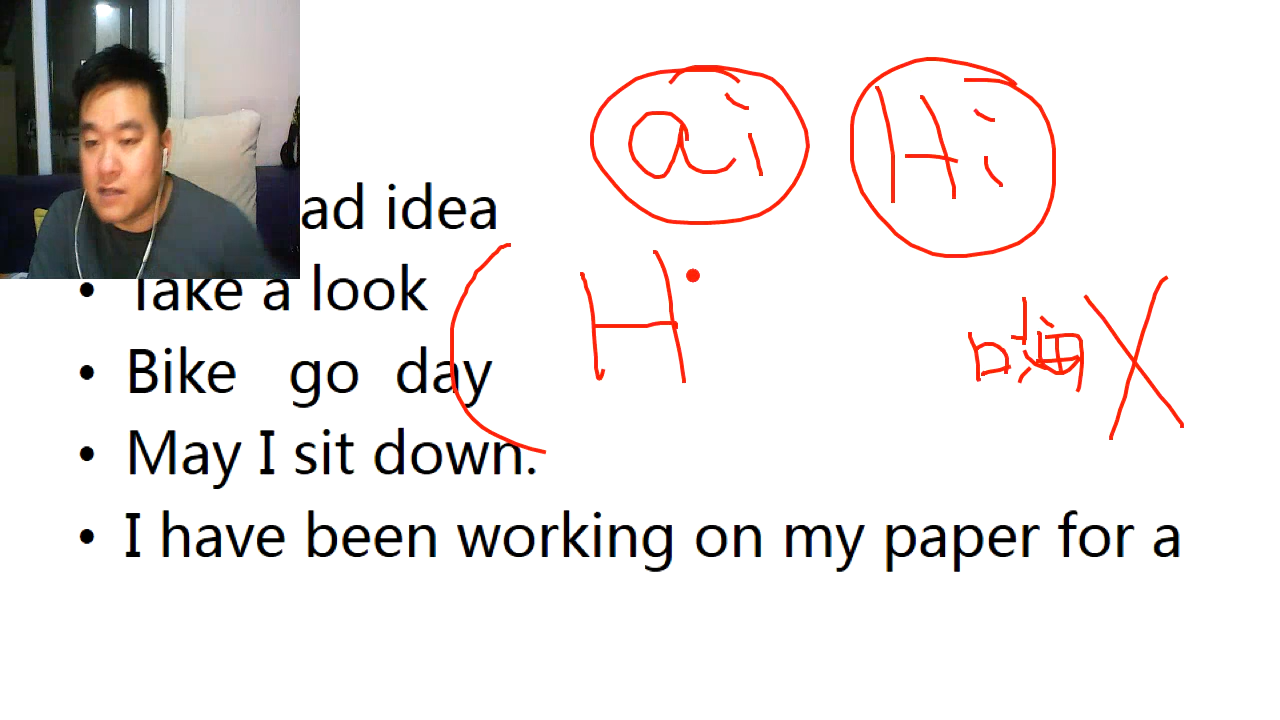 ai Hi
ad idea
Take a look
H 嗨 X
Bike go day
May I sit down.
I have been working on my paper for a